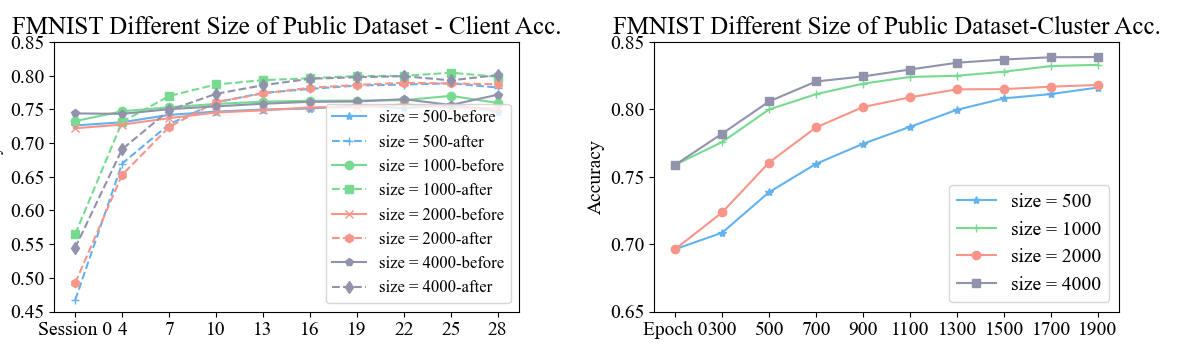 FMNIST Different Size of Public Dataset - Client Acc.
0.85
0.80
0.75
0.70
0.65
0.60
0.55
0.50
0.45
size = 500-before
size = 500-after
size = 1000-before
size = 1000-after
size = 2000-before
size = 2000-after
size = 4000-before
size = 4000-after
Session 0 4 7 10 13 16 19 22 25 28
FMNIST Different Size of Public Dataset-Cluster Acc.
Accuracy
0.85
0.80
0.75
0.70
0.65
size = 500
size = 1000
size = 2000
size = 4000
Epoch 0 300 500 700 900 1100 1300 1500 1700 1900